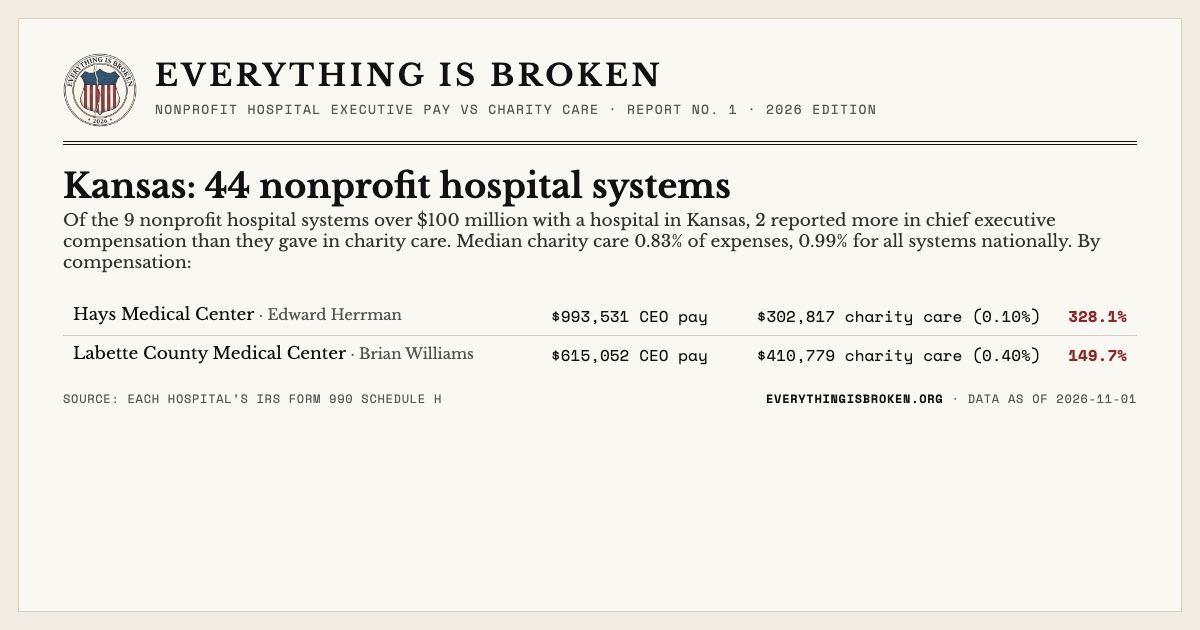 EVERYTHING IS BROKEN
2026
EVERYTHING IS BROKEN
NONPROFIT HOSPITAL EXECUTIVE PAY VS CHARITY CARE · REPORT NO. 1 · 2026 EDITION
Kansas: 44 nonprofit hospital systems
Of the 9 nonprofit hospital systems over $100 million with a hospital in Kansas, 2 reported more in chief executive
compensation than they gave in charity care. Median charity care 0.83% of expenses, 0.99% for all systems nationally. By
compensation:
Hays Medical Center · Edward Herrman $993,531 CEO pay $302,817 charity care (0.10%) 328.1%
Labette County Medical Center · Brian Williams $615,052 CEO pay $410,779 charity care (0.40%) 149.7%
SOURCE: EACH HOSPITAL'S IRS FORM 990 SCHEDULE H EVERYTHINGISBROKEN.ORG · DATA AS OF 2026-11-01